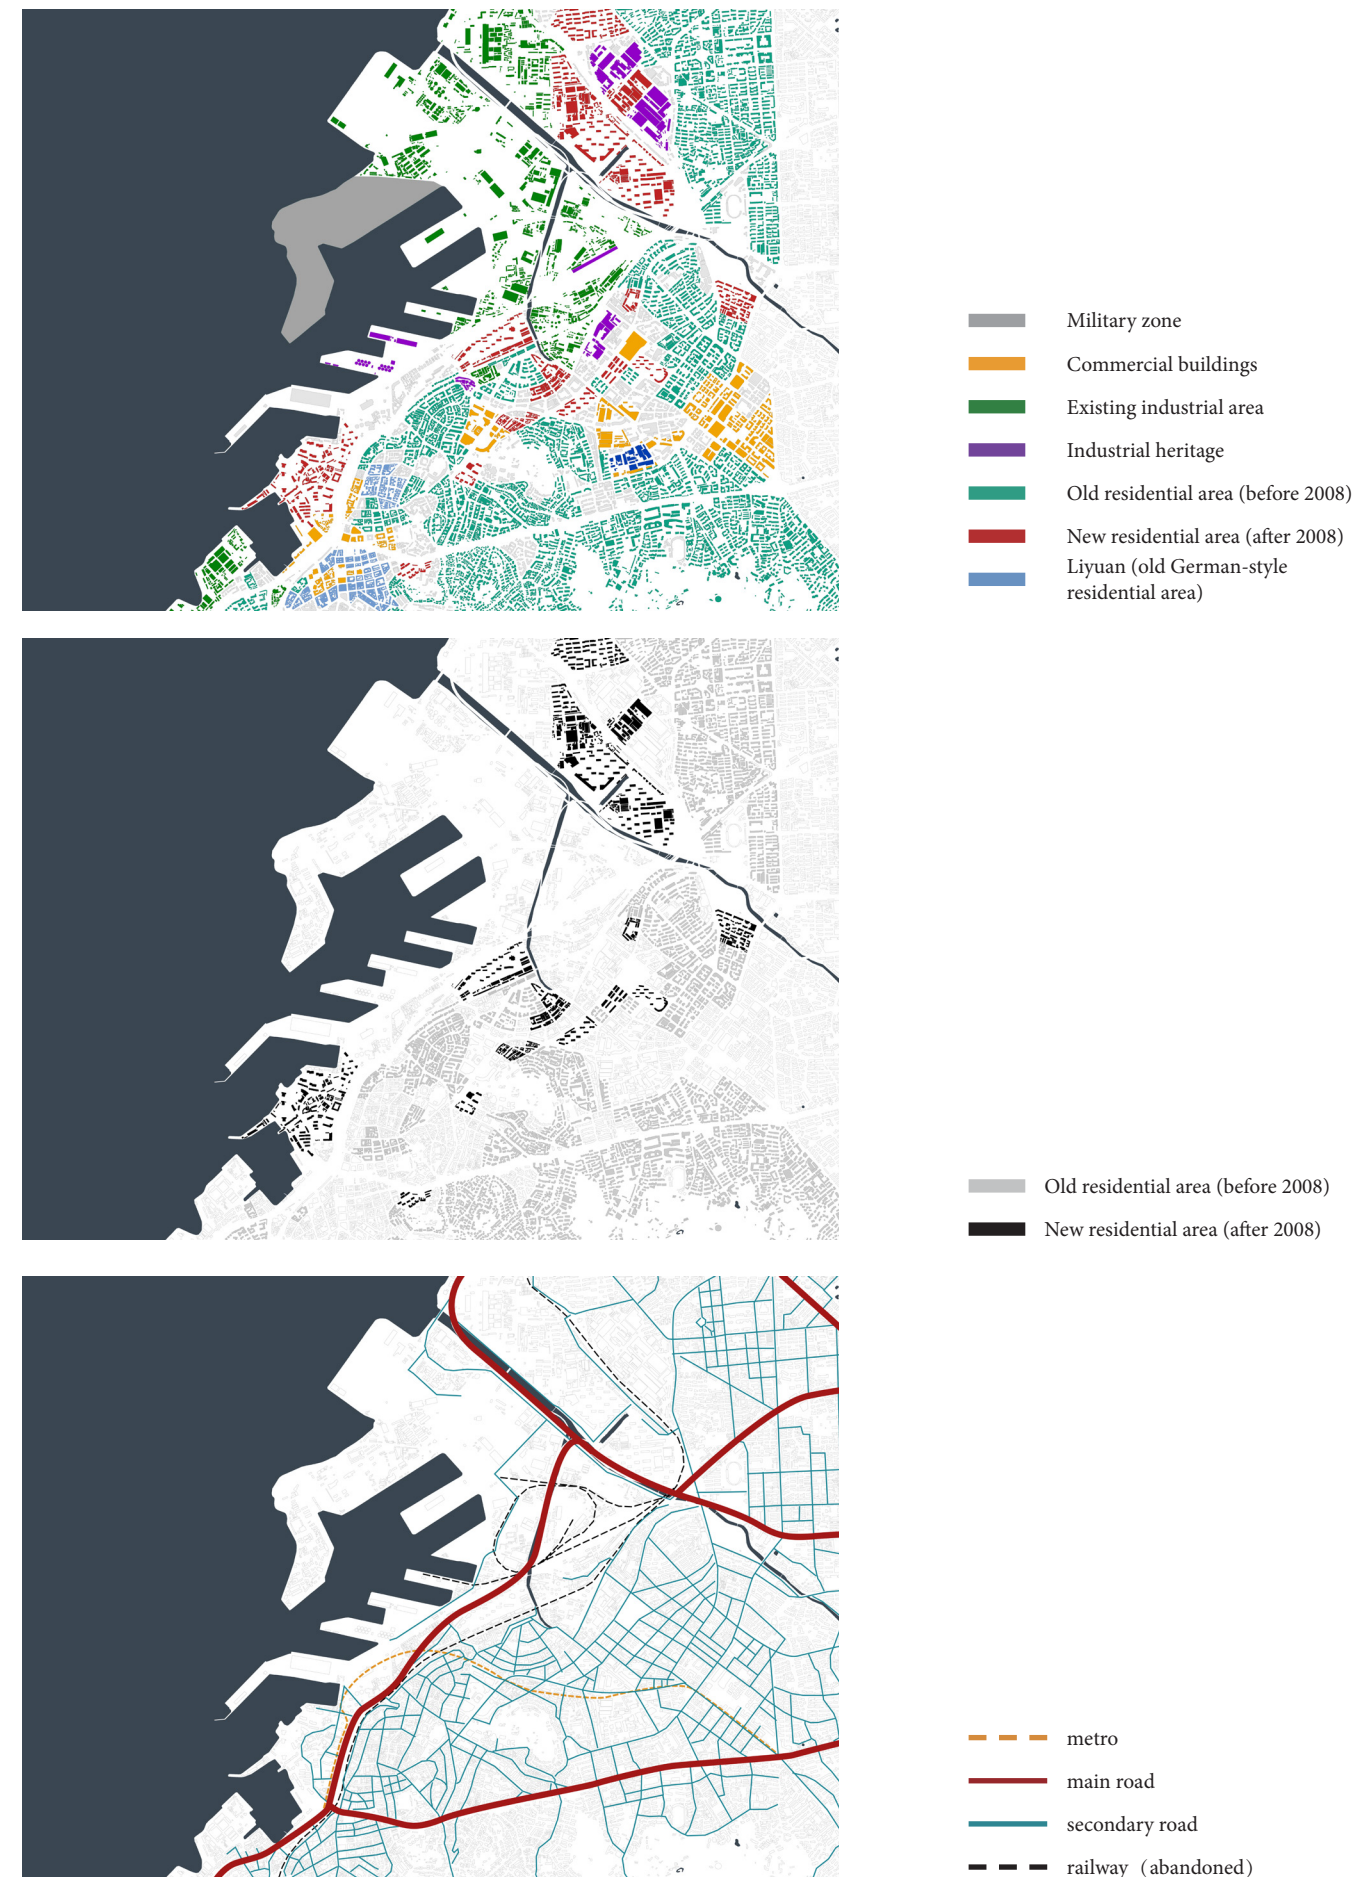 Military zone
Commercial buildings
Existing industrial area
Industrial heritage
Old residential area (before 2008)
New residential area (after 2008)
Liyuan (old German-style
residential area)
Old residential area (before 2008)
New residential area (after 2008)
metro
main road
secondary road
railway (abandoned)